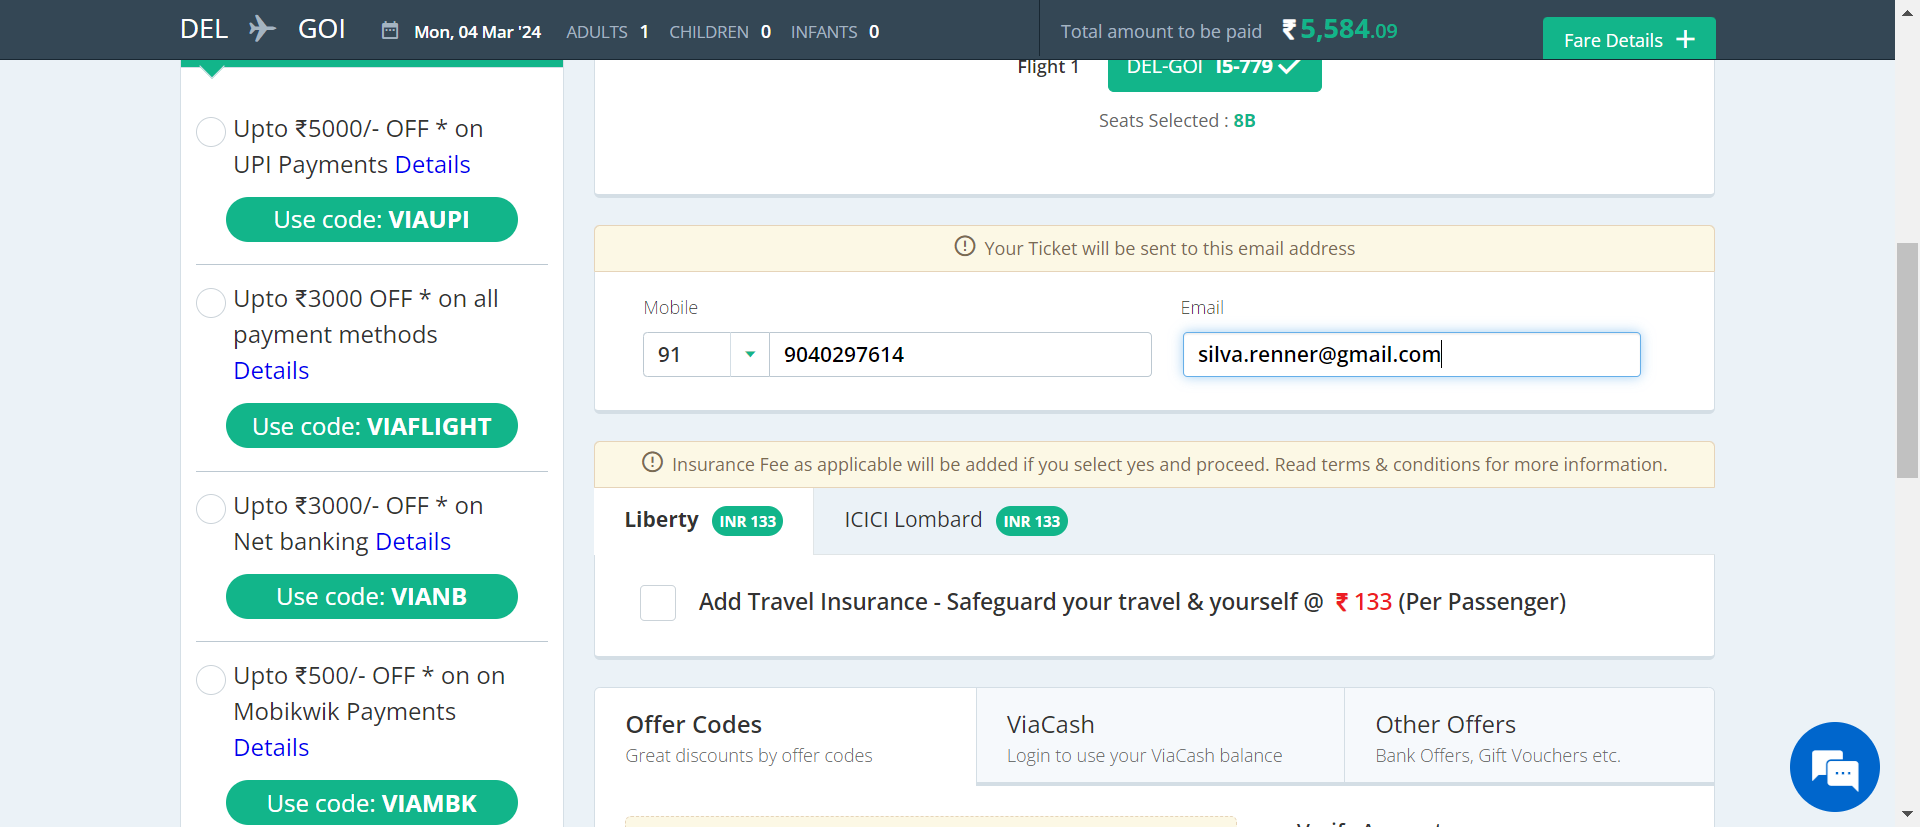 DEL GOI Mon, 04 Mar '24 ADULTS 1 CHILDREN 0 INFANTS 0 Total amount to be paid ₹5,584.09 Fare Details +
Upto ₹5000/- OFF * on
UPI Payments Details
Use code: VIAUPI
Upto ₹3000 OFF * on all
payment methods
Details
Use code: VIAFLIGHT
Upto ₹3000/- OFF * on
Net banking Details
Use code: VIANB
Upto ₹500/- OFF * on on
Mobikwik Payments
Details
Use code: VIAMBK
Flight 1 DEL-GOI I5-779
Seats Selected : 8B
Your Ticket will be sent to this email address
Mobile Email
91 9040297614 silva.renner@gmail.com
Insurance Fee as applicable will be added if you select yes and proceed. Read terms & conditions for more information.
Liberty INR 133 ICICI Lombard INR 133
Add Travel Insurance - Safeguard your travel & yourself @ ₹ 133 (Per Passenger)
Offer Codes
Great discounts by offer codes
ViaCash
Login to use your ViaCash balance
Other Offers
Bank Offers, Gift Vouchers etc.